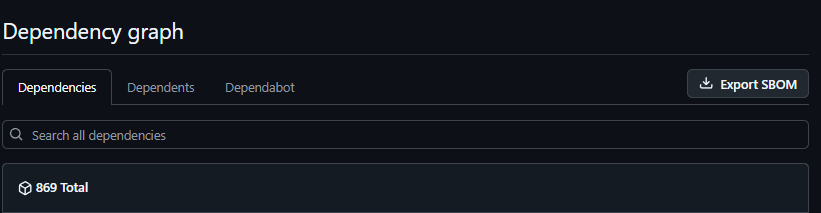 Dependency graph
Dependencies Dependents Dependabot Export SBOM
Search all dependencies
869 Total